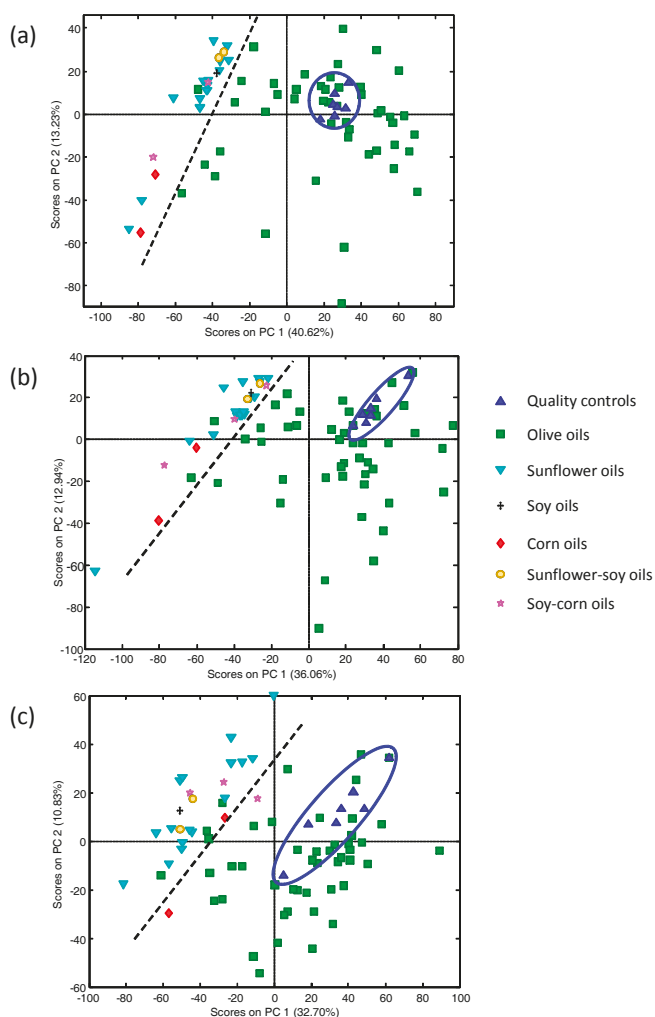 (a)
40
20
0
-20
-40
-60
-80
Scores on PC 2 (13.23%)
-100 -80 -60 -40 -20 0 20 40 60 80
Scores on PC 1 (40.62%)
(b)
40
20
0
-20
-40
-60
-80
-100
Scores on PC 2 (12.94%)
-120 -100 -80 -60 -40 -20 0 20 40 60 80
Scores on PC 1 (36.06%)
Quality controls
Olive oils
Sunflower oils
Soy oils
Corn oils
Sunflower-soy oils
Soy-corn oils
(c)
60
40
20
0
-20
-40
-60
Scores on PC 2 (10.83%)
-100 -80 -60 -40 -20 0 20 40 60 80 100
Scores on PC 1 (32.70%)